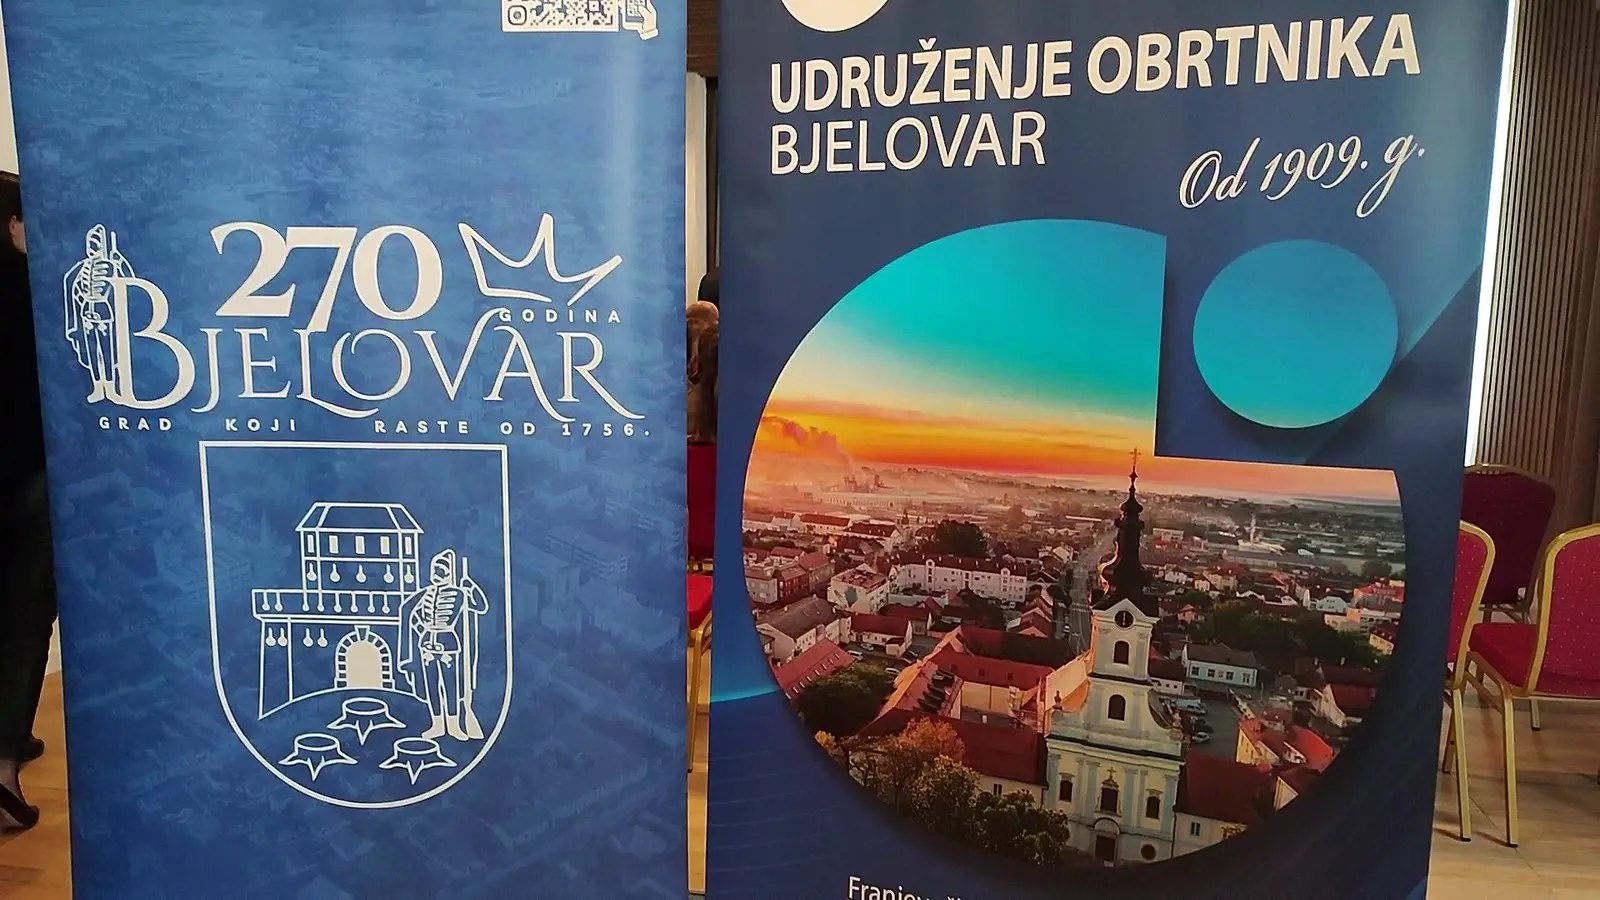 270
GODINA
BJELOVAR
GRAD KOJI RASTE OD 1756.
UDRUŽENJE OBRTNIKA
BJELOVAR
Od 1909. g.